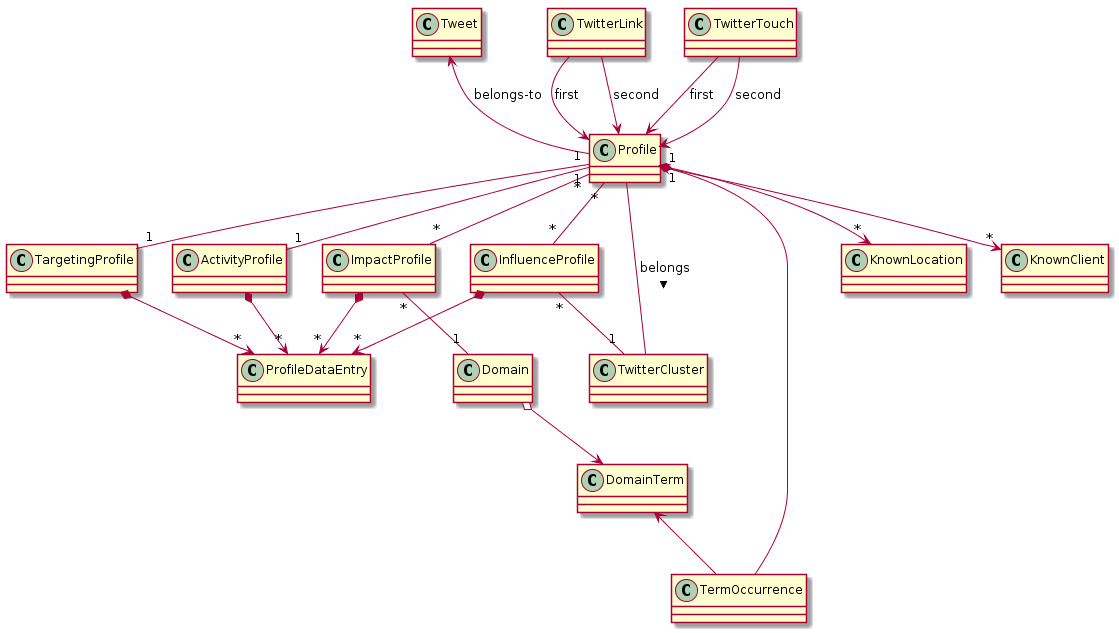 C Tweet
C TwitterLink
C TwitterTouch
belongs-to
first
second
first
second
C Profile
1
1
1
1
*
*
1
1
*
*
*
*
C TargetingProfile
C ActivityProfile
C ImpactProfile
C InfluenceProfile
C KnownLocation
C KnownClient
belongs
▼
*
*
*
*
*
*
1
1
C ProfileDataEntry
C Domain
C TwitterCluster
C DomainTerm
C TermOccurrence